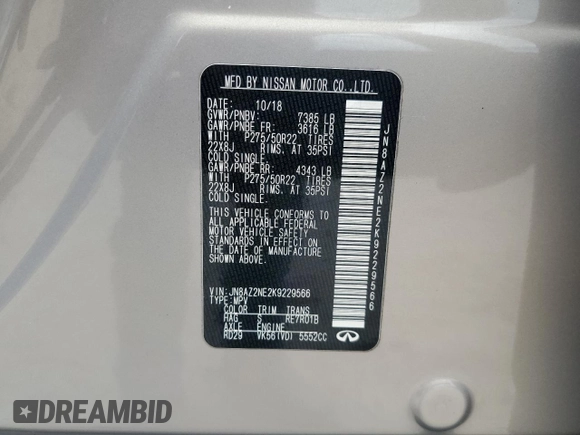 MFD BY NISSAN MOTOR CO.,LTD.
DATE: 10/18
GVWR/PNBV: 7385 LB
GAWR/PNBE FR: 3616 LB
WITH P275/50R22 TIRES
22X8J RIMS, AT 35PSI
COLD SINGLE.
GAWR/PNBE RR: 4343 LB
WITH P275/50R22 TIRES
22X8J RIMS, AT 35PSI
COLD SINGLE.
THIS VEHICLE CONFORMS TO
ALL APPLICABLE FEDERAL
MOTOR VEHICLE SAFETY
STANDARDS IN EFFECT ON
THE DATE OF MANUFACTURE
SHOWN ABOVE.
VIN:JN8AZ2NE2K9229566
TYPE:MPV
COLOR TRIM TRANS
HAG S RE7R01B
AXLE ENGINE
RD29 VK56(VD) 5552CC
JN8AZ2NE2K9229566
DREAMBID